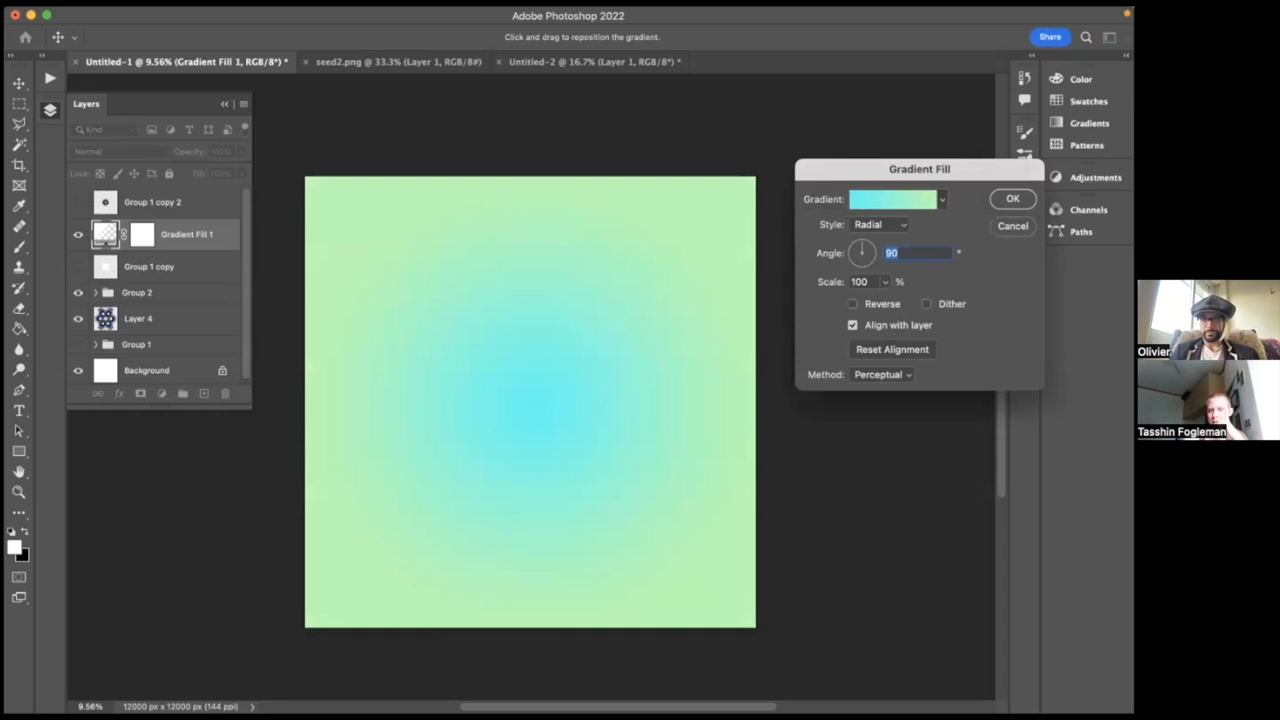 Adobe Photoshop 2022
Click and drag to reposition the gradient.
Share
Untitled-1 @ 9.56% (Gradient Fill 1, RGB/8*) *
seed2.png @ 33.3% (Layer 1, RGB/8#)
Untitled-2 @ 16.7% (Layer 1, RGB/8*) *
Layers
Kind
Normal
Opacity: 100%
Lock:
Fill: 100%
Group 1 copy 2
Gradient Fill 1
Group 1 copy
Group 2
Layer 4
Group 1
Background
fx
Gradient Fill
Gradient:
OK
Style: Radial
Cancel
Angle: 90 °
Scale: 100 %
Reverse
Dither
Align with layer
Reset Alignment
Method: Perceptual
Color
Swatches
Gradients
Patterns
Adjustments
Channels
Paths
Olivier
Tasshin Fogleman
9.56%
12000 px x 12000 px (144 ppi)